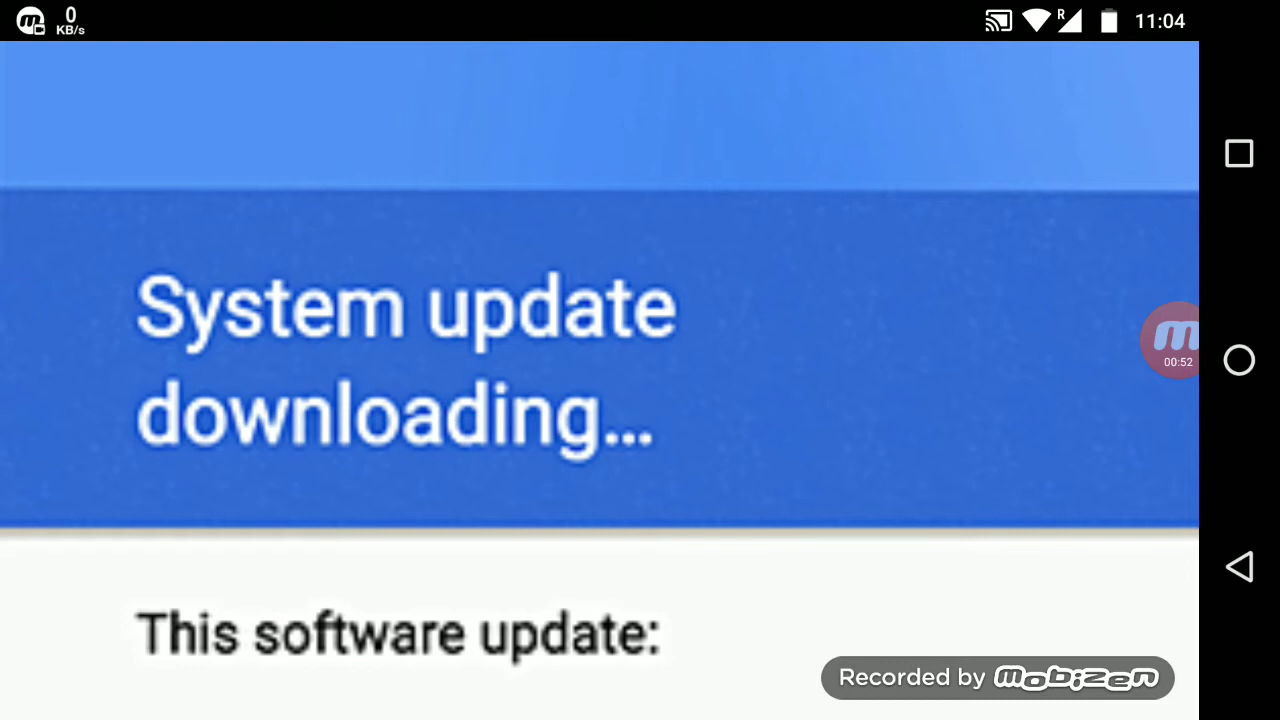 0
KB/s
R
11:04
System update
downloading...
m
00:52
This software update:
Recorded by mobizen